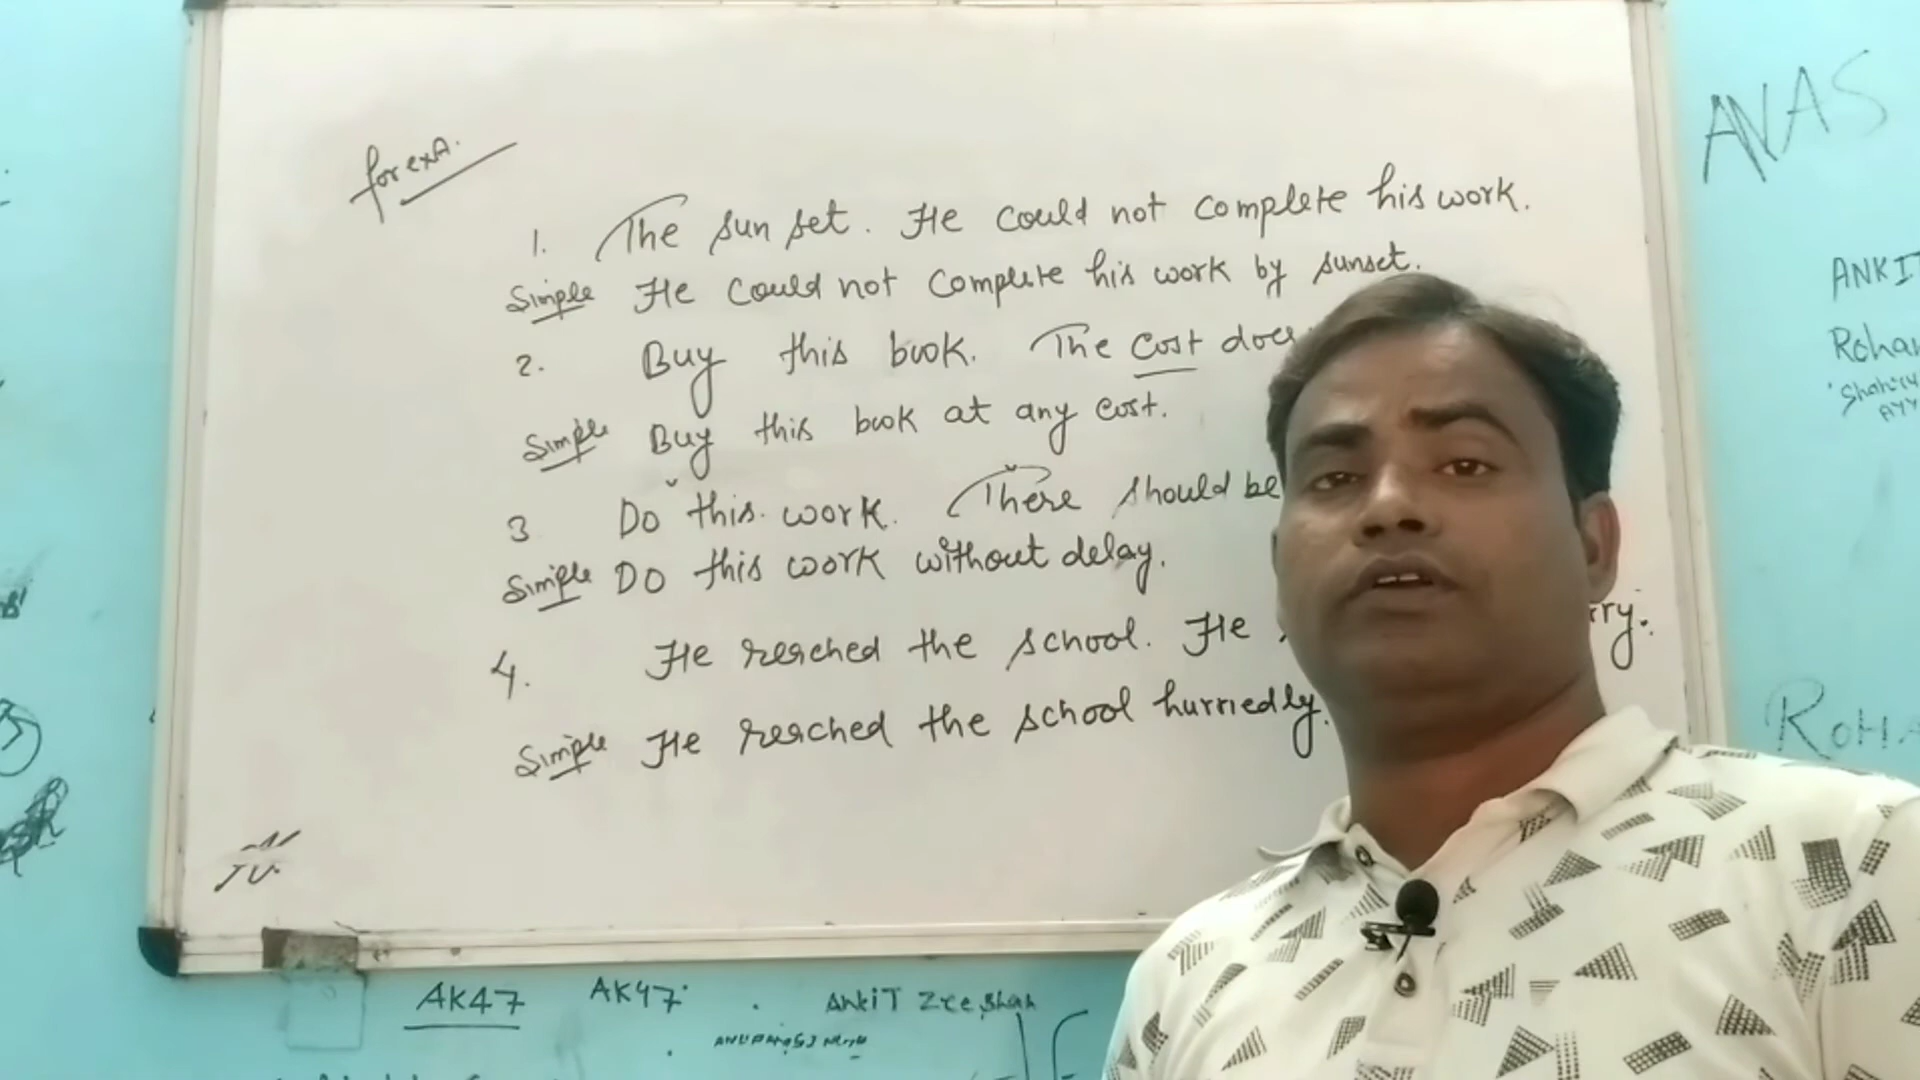 for exA.
1. The sun set. He could not complete his work.
Simple He could not complete his work by sunset.
2. Buy this book. The cost does
Simple Buy this book at any cost.
3 Do this work. There should be
Simple Do this work without delay.
4. He reached the school. He
Simple He reached the school hurriedly.
AVAS
ANKIT
Rohan
ROHA
AK47 AK47 ANKIT Zeeshan